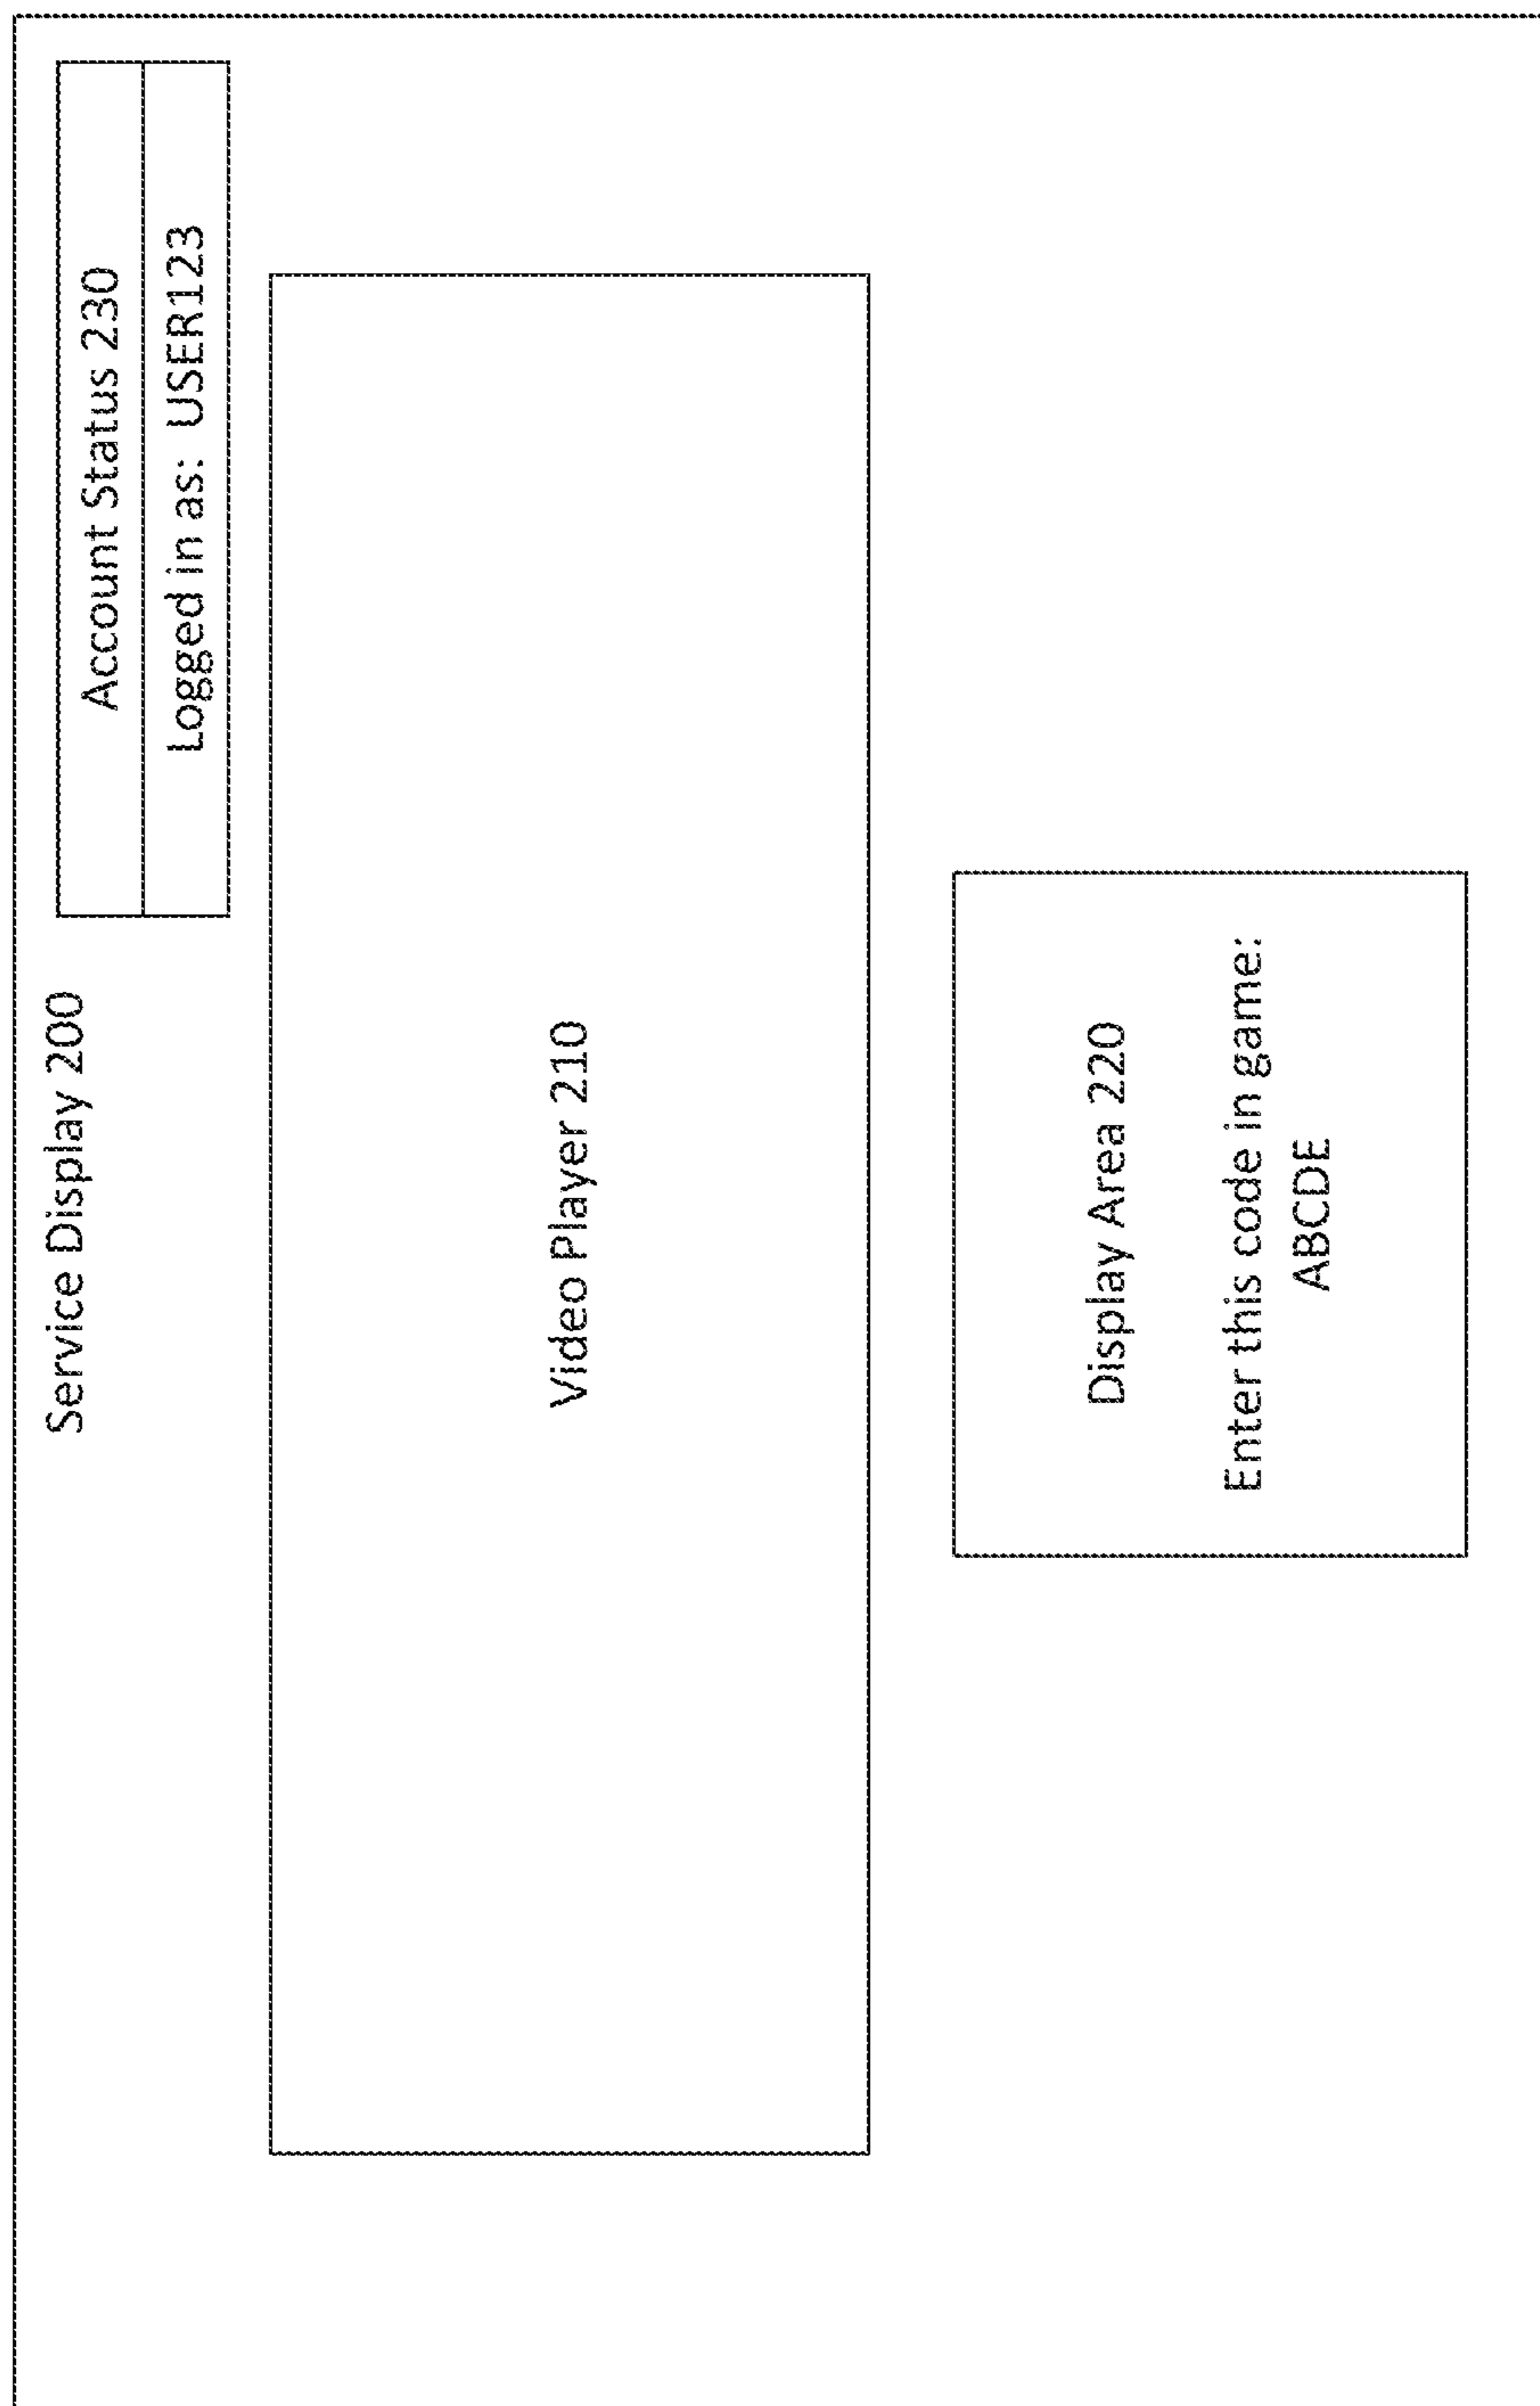 Service Display 200
Account Status 230
Logged in as: USER123
Video Player 210
Display Area 220
Enter this code in game:
ABCDE